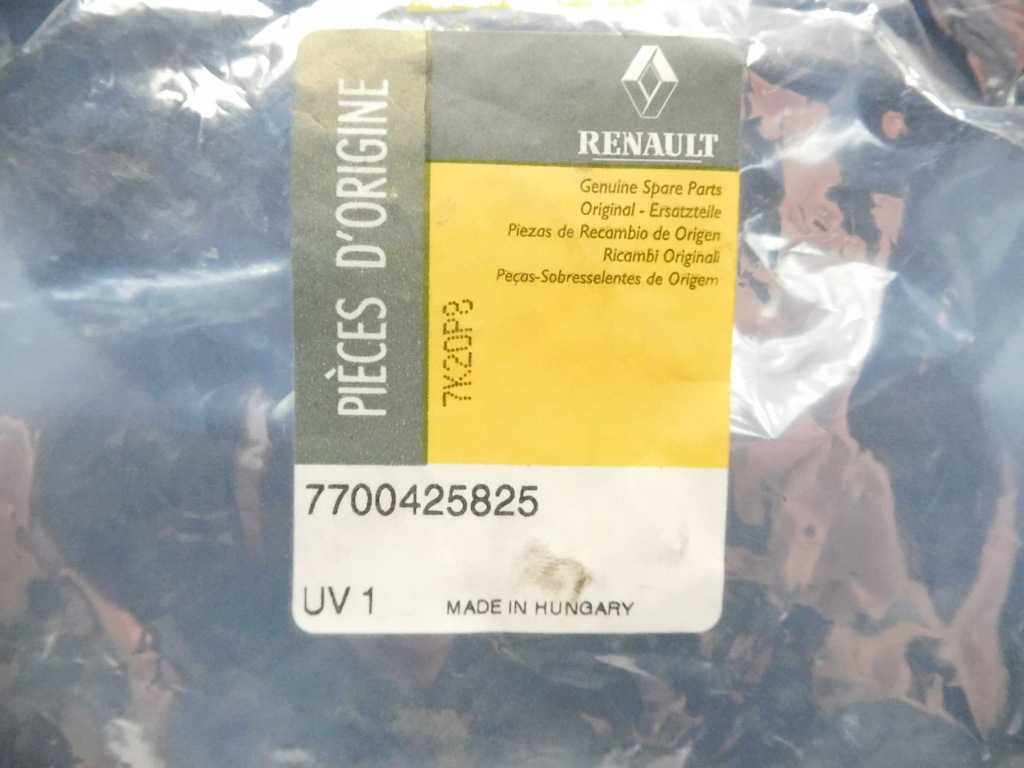 PIÈCES D'ORIGINE
RENAULT
Genuine Spare Parts
Original - Ersatzteile
Piezas de Recambio de Origen
Ricambi Originali
Peças-Sobresselentes de Origem
7K20P8
7700425825
UV 1
MADE IN HUNGARY